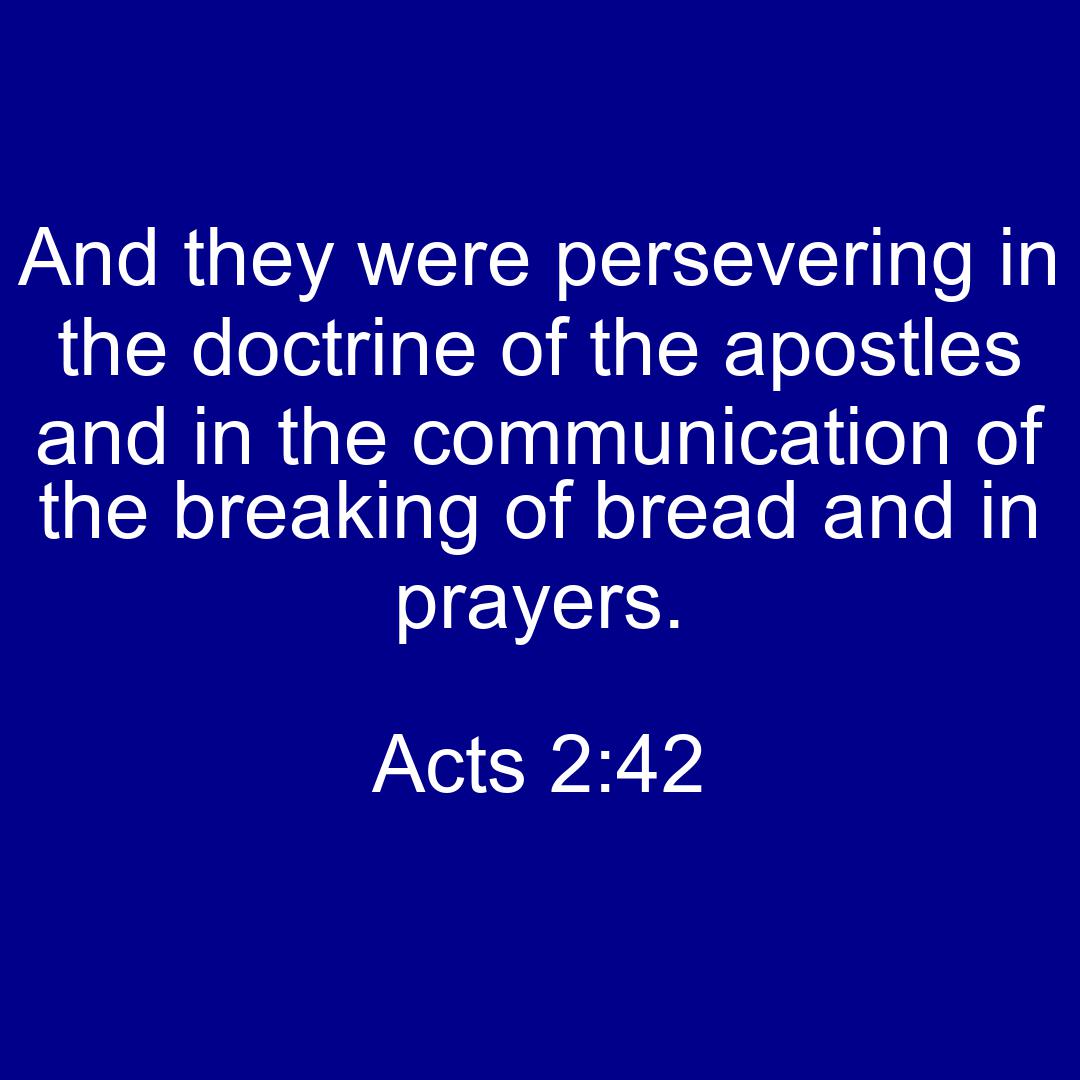 And they were persevering in
the doctrine of the apostles
and in the communication of
the breaking of bread and in
prayers.
Acts 2:42